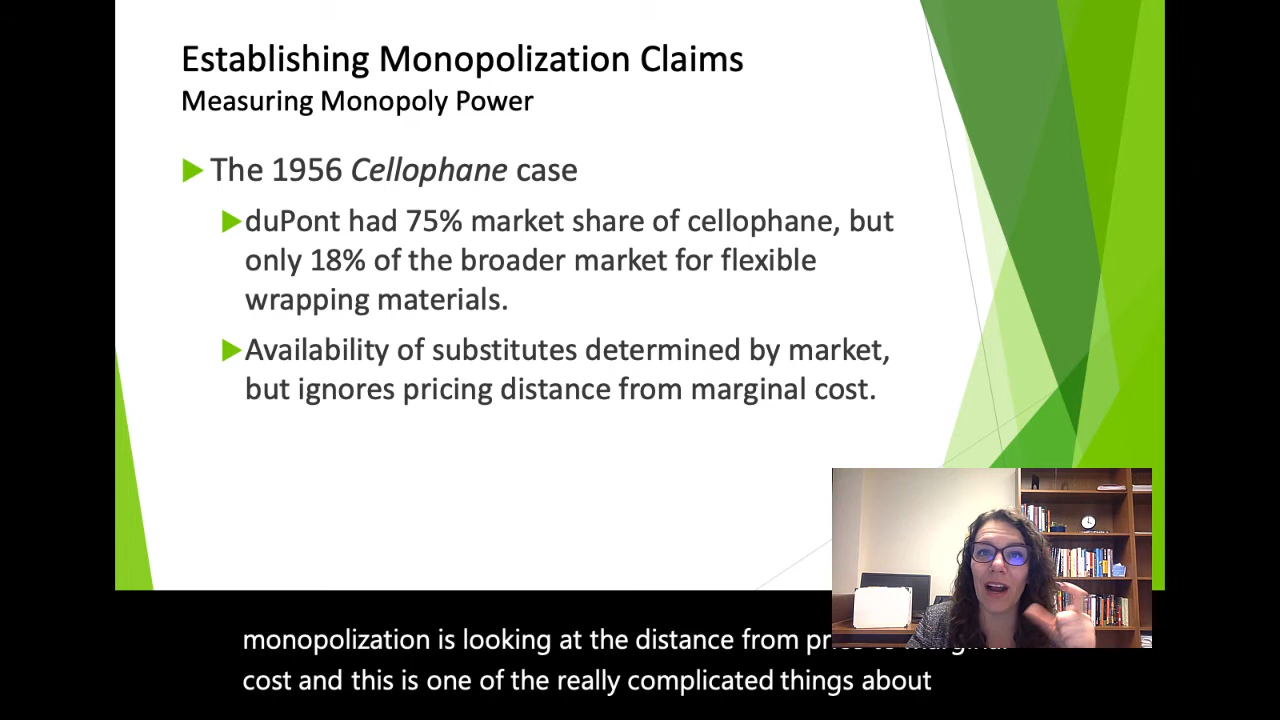 Establishing Monopolization Claims
Measuring Monopoly Power
The 1956 Cellophane case
duPont had 75% market share of cellophane, but
only 18% of the broader market for flexible
wrapping materials.
Availability of substitutes determined by market,
but ignores pricing distance from marginal cost.
monopolization is looking at the distance from
cost and this is one of the really complicated things about